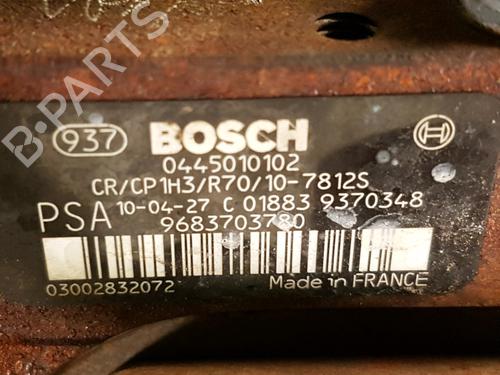 937 BOSCH
0445010102
CR/CP1H3/R70/10-7812S
PSA 10-04-27 C 01883 9370348
9683703780
03002832072 Made in FRANCE
B-PARTS